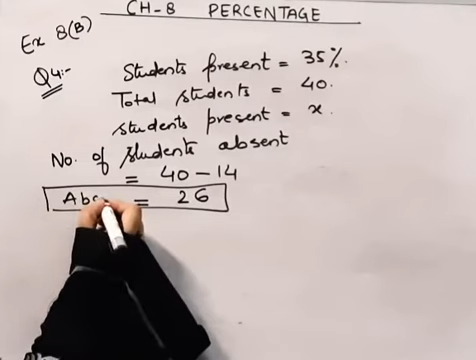 CH-8 PERCENTAGE
Ex 8(B)
Q4:- Students present = 35%.
Total students = 40.
students present = x.
No. of students absent
= 40 - 14
Abs = 26